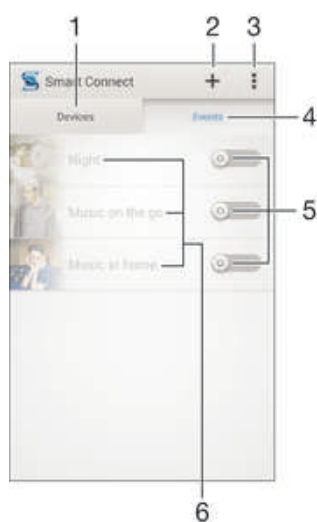 1 2 3
Smart Connect
Devices Events 4
Night
Music on the go 5
Music at home
6